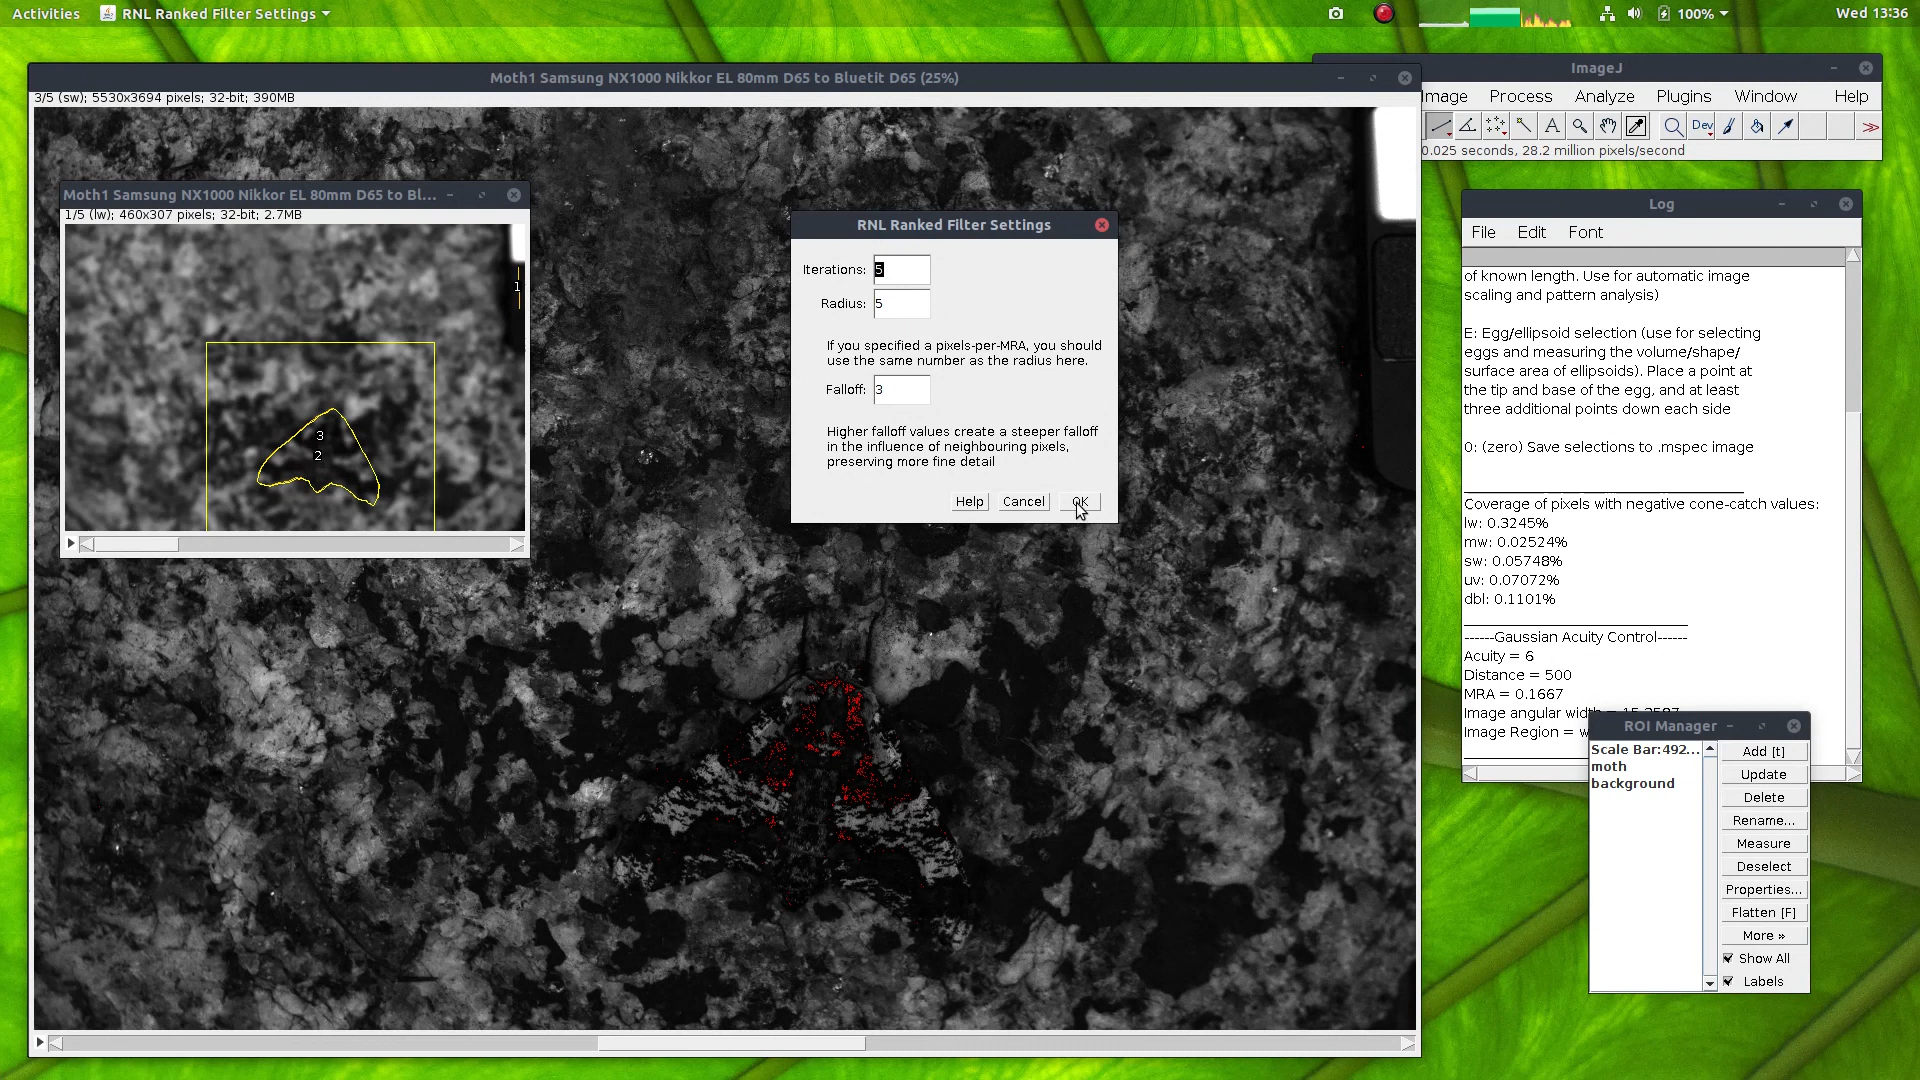 Activities
RNL Ranked Filter Settings
100%
Wed 13:36
Moth1 Samsung NX1000 Nikkor EL 80mm D65 to Bluetit D65 (25%)
3/5 (sw); 5530x3694 pixels; 32-bit; 390MB
Moth1 Samsung NX1000 Nikkor EL 80mm D65 to Bl...
1/5 (lw); 460x307 pixels; 32-bit; 2.7MB
1
3
2
RNL Ranked Filter Settings
Iterations: 5
Radius: 5
If you specified a pixels-per-MRA, you should
use the same number as the radius here.
Falloff: 3
Higher falloff values create a steeper falloff
in the influence of neighbouring pixels,
preserving more fine detail
Help Cancel OK
ImageJ
Image Process Analyze Plugins Window Help
A Dev
0.025 seconds, 28.2 million pixels/second
Log
File Edit Font
of known length. Use for automatic image
scaling and pattern analysis)
E: Egg/ellipsoid selection (use for selecting
eggs and measuring the volume/shape/
surface area of ellipsoids). Place a point at
the tip and base of the egg, and at least
three additional points down each side
0: (zero) Save selections to .mspec image
Coverage of pixels with negative cone-catch values:
lw: 0.3245%
mw: 0.02524%
sw: 0.05748%
uv: 0.07072%
dbl: 0.1101%
------Gaussian Acuity Control------
Acuity = 6
Distance = 500
MRA = 0.1667
Image angular width =
Image Region =
ROI Manager
Scale Bar:492...
moth
background
Add [t]
Update
Delete
Rename...
Measure
Deselect
Properties...
Flatten [F]
More »
Show All
Labels